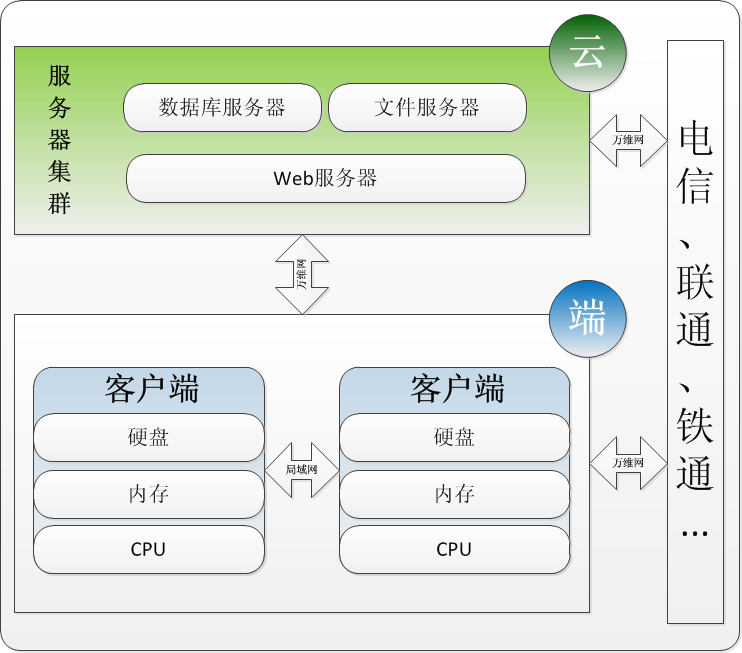 云
服务器集群
数据库服务器
文件服务器
Web服务器
万维网
万维网
端
客户端
硬盘
内存
CPU
局域网
客户端
硬盘
内存
CPU
万维网
电信、联通、铁通...